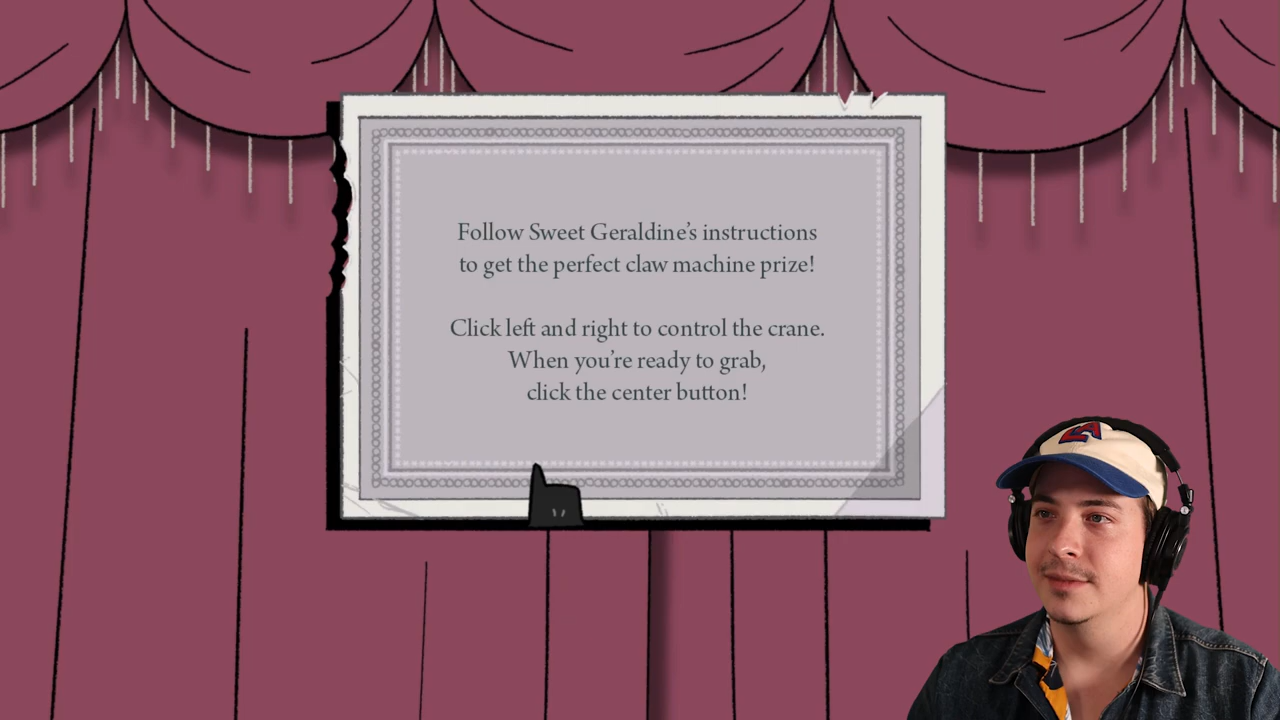 Follow Sweet Geraldine’s instructions
to get the perfect claw machine prize!
Click left and right to control the crane.
When you’re ready to grab,
click the center button!
LA